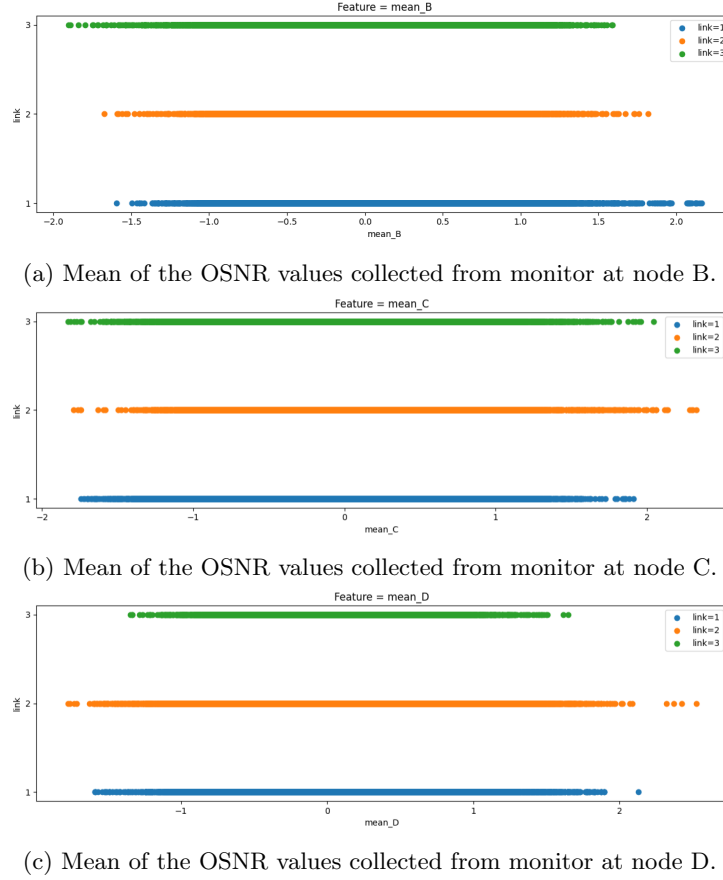 Feature = mean_B
3
2
1
link
link=1
link=2
link=3
−2.0 −1.5 −1.0 −0.5 0.0 0.5 1.0 1.5 2.0
mean_B
(a) Mean of the OSNR values collected from monitor at node B.
Feature = mean_C
3
2
1
link
link=1
link=2
link=3
−2 −1 0 1 2
mean_C
(b) Mean of the OSNR values collected from monitor at node C.
Feature = mean_D
3
2
1
link
link=1
link=2
link=3
−1 0 1 2
mean_D
(c) Mean of the OSNR values collected from monitor at node D.